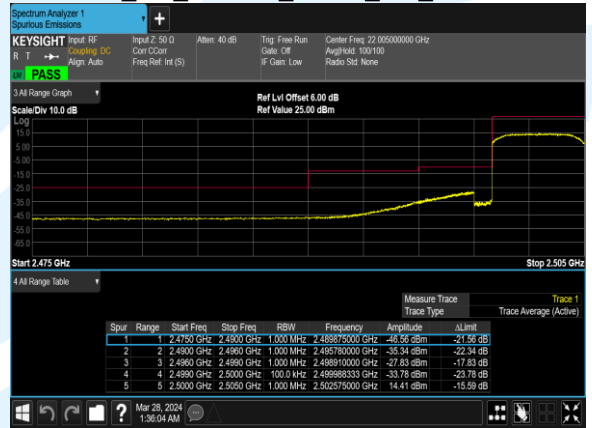 Spectrum Analyzer 1
Spurious Emissions
KEYSIGHT Input: RF Input Z: 50 Ω Atten: 40 dB Trig: Free Run Center Freq: 22.005000000 GHz
R T Coupling: DC Corr CCorr Gate: Off Avg|Hold: 100/100
Align: Auto Freq Ref: Int (S) IF Gain: Low Radio Std: None
LXI PASS
3 All Range Graph
Ref Lvl Offset 6.00 dB
Scale/Div 10.0 dB Ref Value 25.00 dBm
Log
15.0
5.00
-5.00
-15.0
-25.0
-35.0
-45.0
-55.0
-65.0
Start 2.475 GHz Stop 2.505 GHz
4 All Range Table
Measure Trace Trace 1
Trace Type Trace Average (Active)
Spur Range Start Freq Stop Freq RBW Frequency Amplitude ΔLimit
1 1 2.4750 GHz 2.4900 GHz 1.000 MHz 2.489875000 GHz -46.56 dBm -21.56 dB
2 2 2.4900 GHz 2.4960 GHz 1.000 MHz 2.495780000 GHz -35.34 dBm -22.34 dB
3 3 2.4960 GHz 2.4990 GHz 1.000 MHz 2.498910000 GHz -27.83 dBm -17.83 dB
4 4 2.4990 GHz 2.5000 GHz 100.0 kHz 2.499988333 GHz -33.78 dBm -23.78 dB
5 5 2.5000 GHz 2.5050 GHz 1.000 MHz 2.502575000 GHz 14.41 dBm -15.59 dB
? Mar 28, 2024
1:36:04 AM